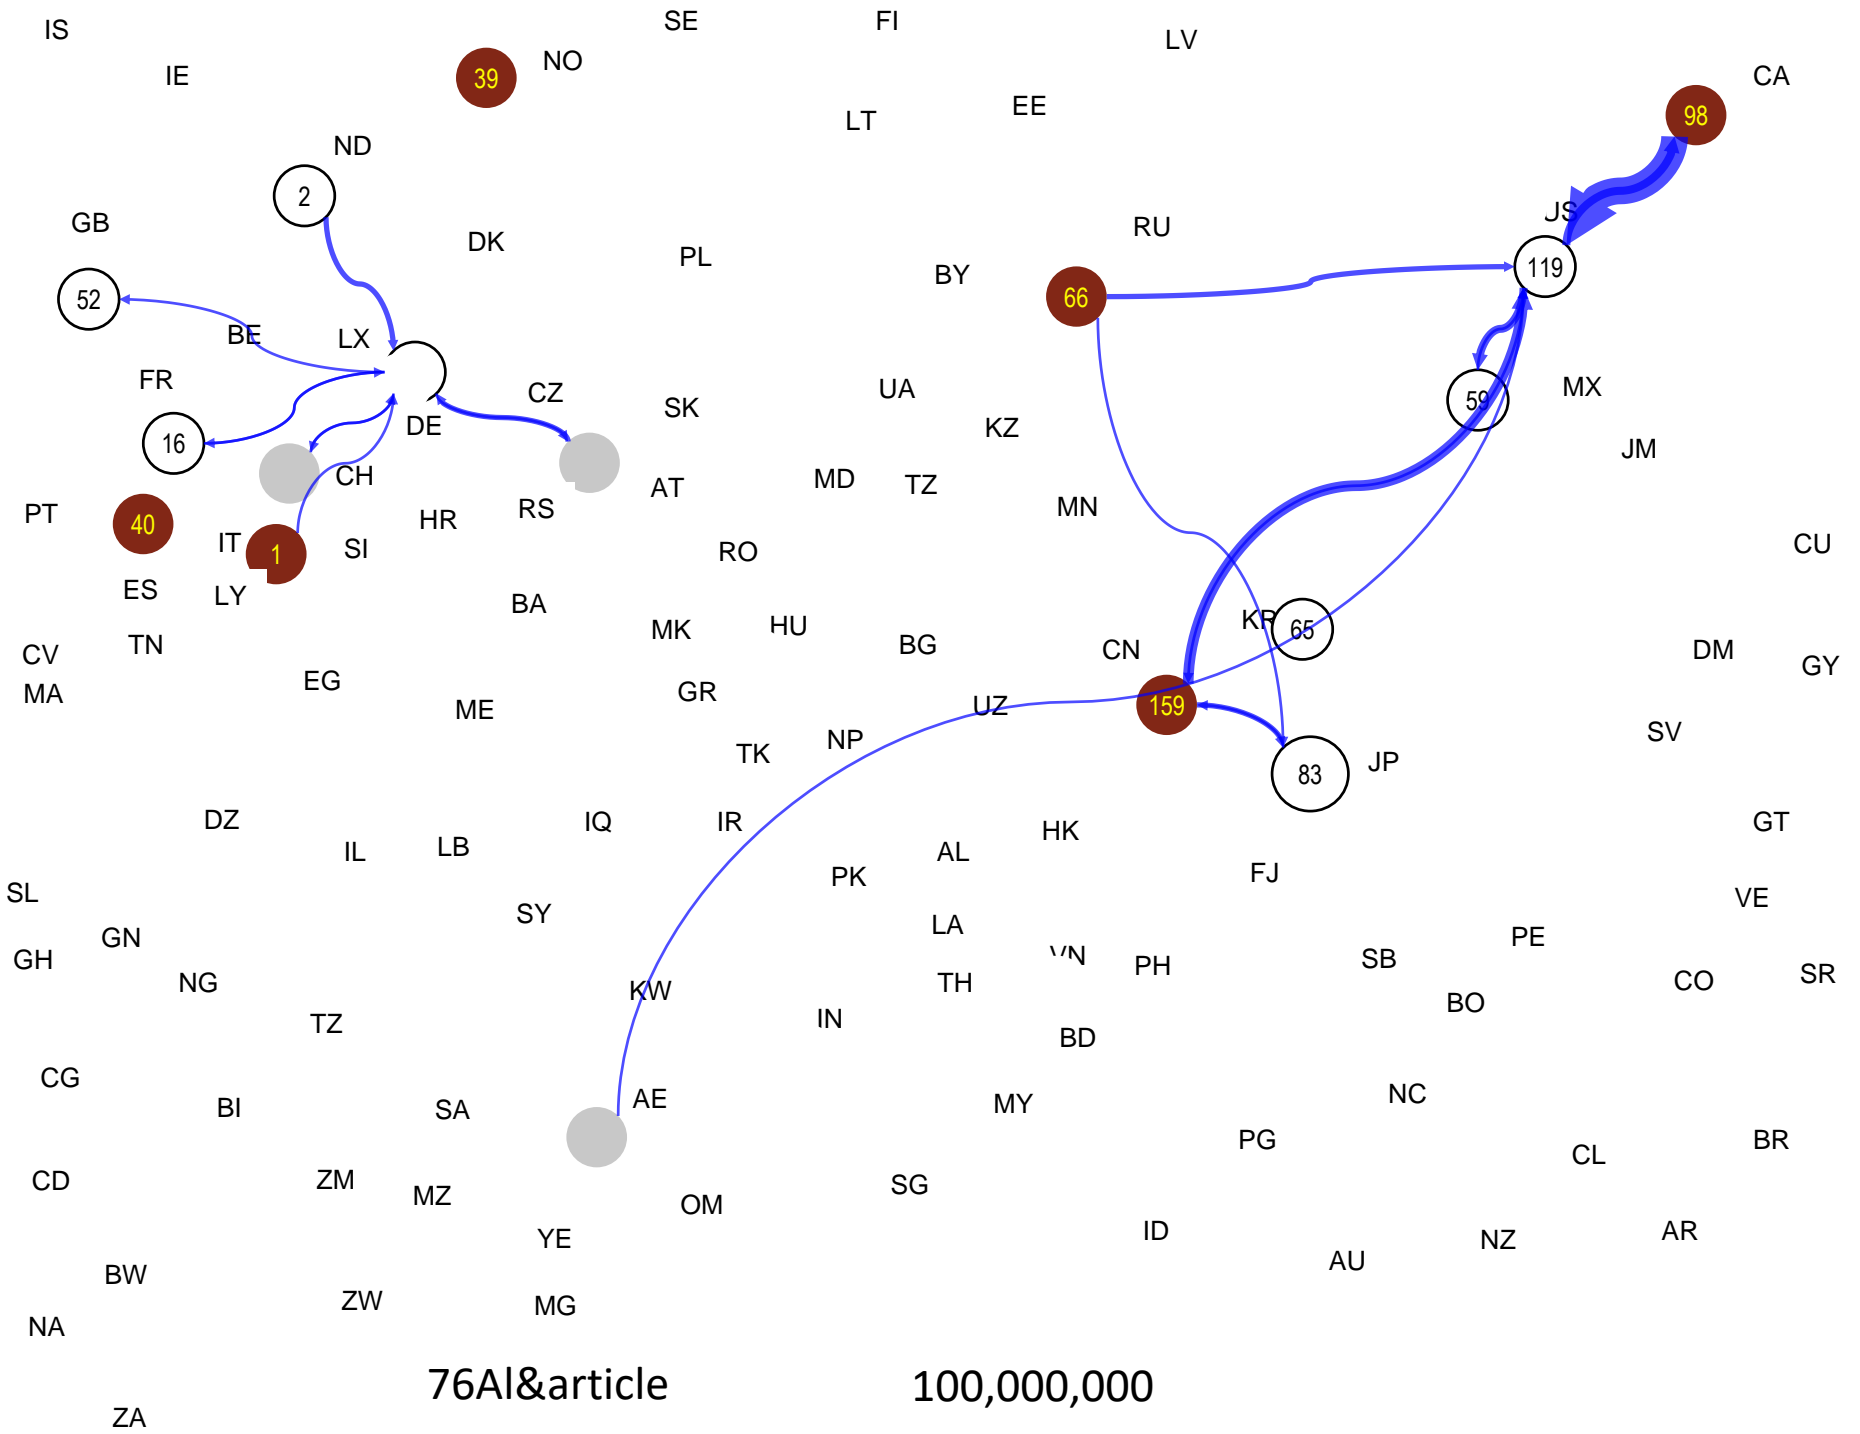 IS
SE
FI
LV
IE
39
NO
CA
98
LT
EE
ND
2
GB
DK
PL
RU
JS
BY
119
52
66
BE
LX
FR
CZ
UA
MX
59
SK
DE
KZ
16
JM
CH
MD
TZ
AT
RS
MN
PT
40
HR
IT
1
SI
RO
CU
ES
LY
BA
KR
65
MK
HU
TN
BG
CN
DM
CV
GY
MA
EG
GR
ME
UZ
159
SV
NP
TK
JP
83
DZ
IQ
IR
HK
GT
IL
LB
AL
PK
FJ
SL
VE
SY
LA
GN
PE
GH
VN
PH
SB
SR
NG
TH
CO
KW
BO
TZ
IN
BD
CG
NC
AE
BI
SA
MY
PG
BR
CL
CD
ZM
MZ
SG
OM
YE
ID
AR
NZ
AU
BW
ZW
MG
NA
76Al&article
100,000,000
ZA